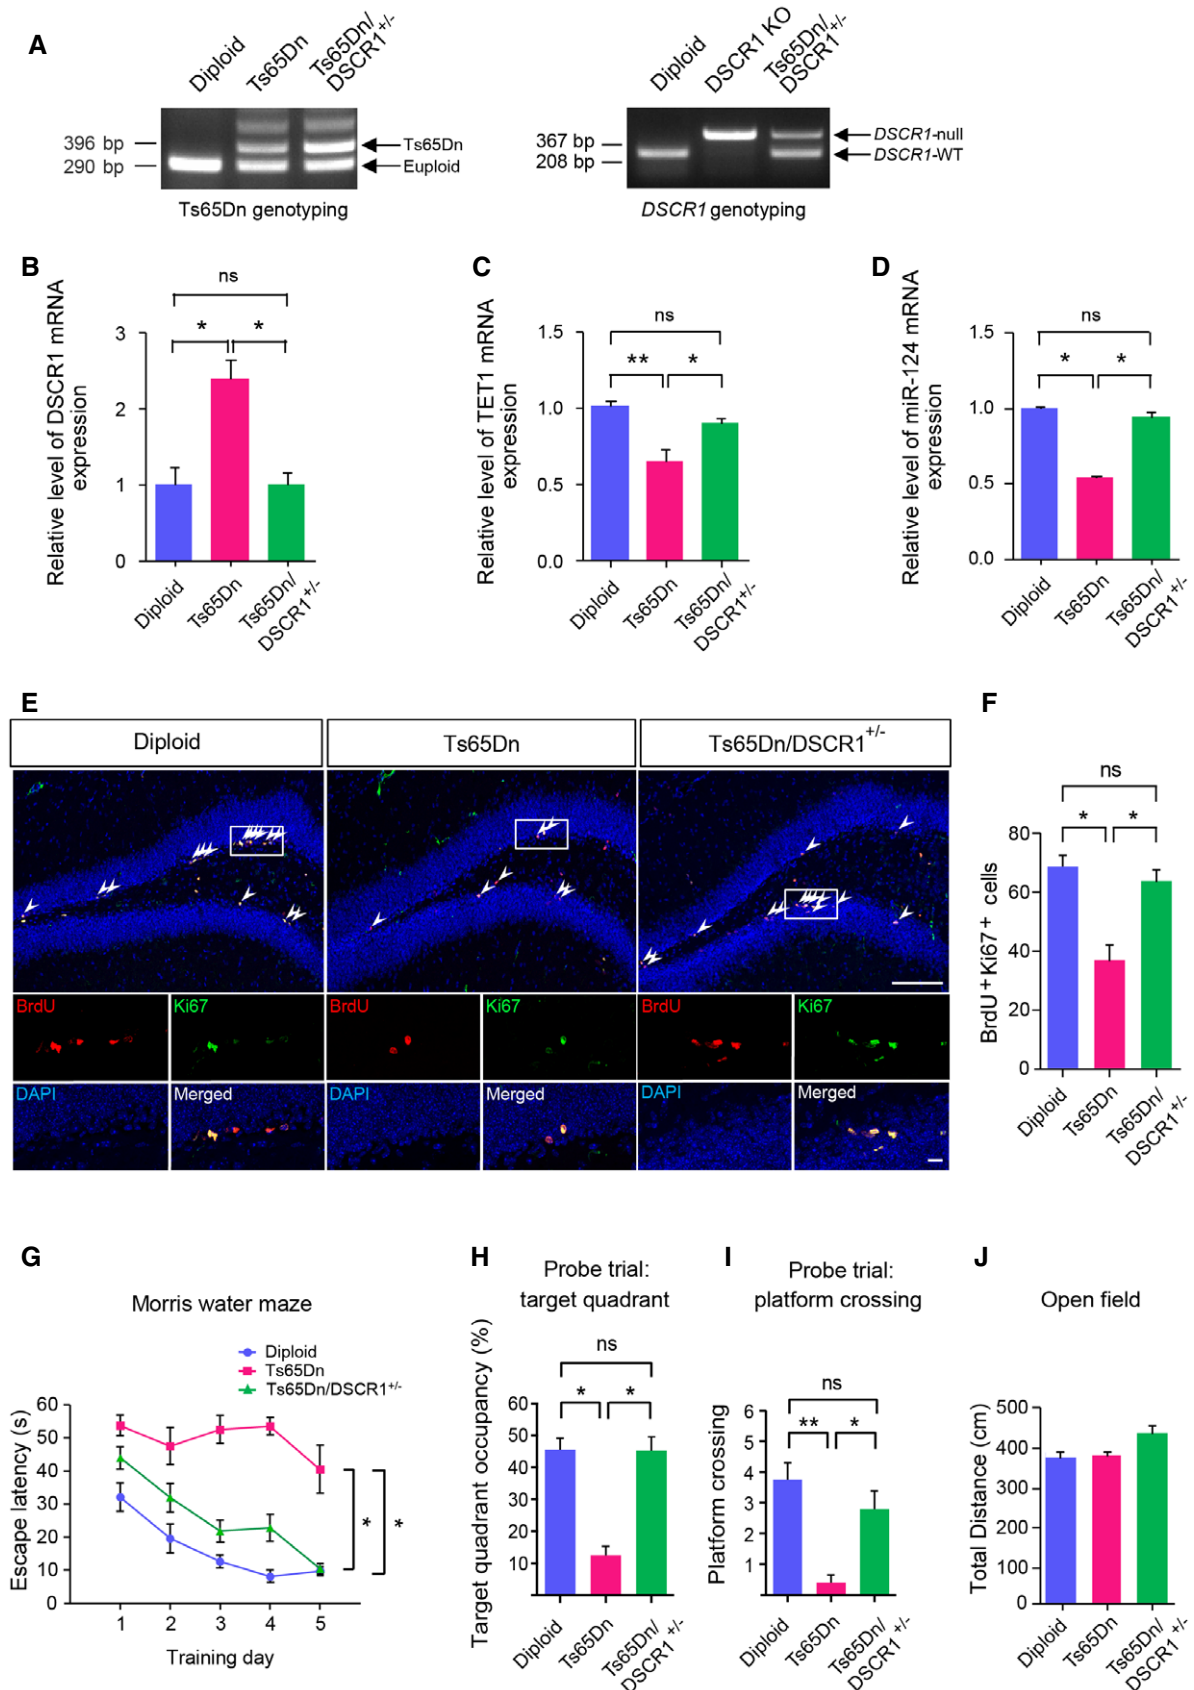 A
Diploid
Ts65Dn
Ts65Dn/
DSCR1+/-
396 bp
290 bp
Ts65Dn
Euploid
Ts65Dn genotyping
Diploid
DSCR1 KO
Ts65Dn/
DSCR1+/-
367 bp
208 bp
DSCR1-null
DSCR1-WT
DSCR1 genotyping
B
Relative level of DSCR1 mRNA
expression
ns
*
*
3
2
1
0
Diploid
Ts65Dn
Ts65Dn/
DSCR1+/-
C
Relative level of TET1 mRNA
expression
ns
**
*
1.5
1.0
0.5
0.0
Diploid
Ts65Dn
Ts65Dn/
DSCR1+/-
D
Relative level of miR-124 mRNA
expression
ns
*
*
1.5
1.0
0.5
0.0
Diploid
Ts65Dn
Ts65Dn/
DSCR1+/-
E
Diploid
Ts65Dn
Ts65Dn/DSCR1+/-
BrdU
Ki67
BrdU
Ki67
BrdU
Ki67
DAPI
Merged
DAPI
Merged
DAPI
Merged
F
BrdU+Ki67+ cells
ns
*
*
80
60
40
20
0
Diploid
Ts65Dn
Ts65Dn/
DSCR1+/-
G
Morris water maze
Diploid
Ts65Dn
Ts65Dn/DSCR1+/-
Escape latency (s)
60
50
40
30
20
10
0
*
*
1 2 3 4 5
Training day
H
Probe trial:
target quadrant
Target quadrant occupancy (%)
ns
*
*
60
50
40
30
20
10
Diploid
Ts65Dn
Ts65Dn/
DSCR1+/-
I
Probe trial:
platform crossing
Platform crossing
ns
**
*
6
5
4
3
2
1
Diploid
Ts65Dn
Ts65Dn/
DSCR1+/-
J
Open field
Total Distance (cm)
500
400
300
200
100
0
Diploid
Ts65Dn
Ts65Dn/
DSCR1+/-